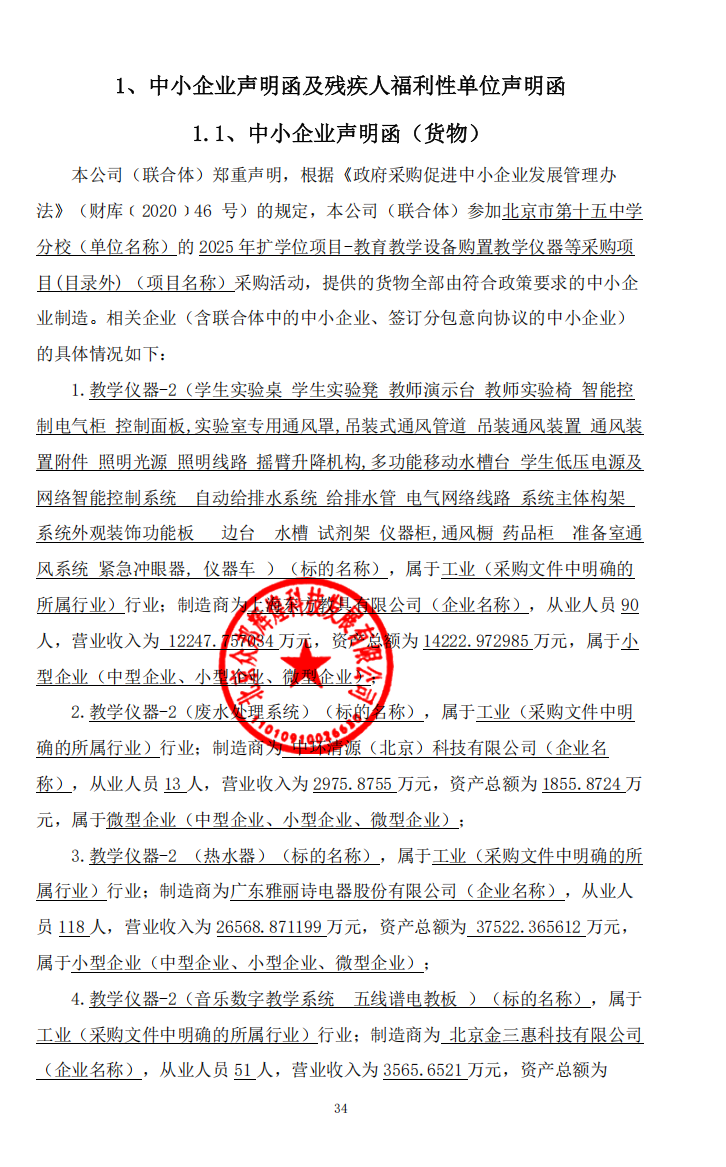 1、中小企业声明函及残疾人福利性单位声明函
1.1、中小企业声明函（货物）
本公司（联合体）郑重声明，根据《政府采购促进中小企业发展管理办
法》（财库﹝2020﹞46 号）的规定，本公司（联合体）参加北京市第十五中学
分校（单位名称）的 2025 年扩学位项目-教育教学设备购置教学仪器等采购项
目(目录外)（项目名称）采购活动，提供的货物全部由符合政策要求的中小企
业制造。相关企业（含联合体中的中小企业、签订分包意向协议的中小企业）
的具体情况如下：
1.教学仪器-2（学生实验桌 学生实验凳 教师演示台 教师实验椅 智能控
制电气柜 控制面板,实验室专用通风罩,吊装式通风管道 吊装通风装置 通风装
置附件 照明光源 照明线路 摇臂升降机构,多功能移动水槽台 学生低压电源及
网络智能控制系统 自动给排水系统 给排水管 电气网络线路 系统主体构架
系统外观装饰功能板 边台 水槽 试剂架 仪器柜,通风橱 药品柜 准备室通
风系统 紧急冲眼器, 仪器车 ）（标的名称），属于工业（采购文件中明确的
所属行业）行业；制造商为上海东方教具有限公司（企业名称），从业人员 90
人，营业收入为 12247.757034 万元，资产总额为 14222.972985 万元，属于小
型企业（中型企业、小型企业、微型企业）；
2.教学仪器-2（废水处理系统）（标的名称），属于工业（采购文件中明
确的所属行业）行业；制造商为 中环清源（北京）科技有限公司（企业名
称），从业人员 13 人，营业收入为 2975.8755 万元，资产总额为 1855.8724 万
元，属于微型企业（中型企业、小型企业、微型企业）；
3.教学仪器-2 （热水器）（标的名称），属于工业（采购文件中明确的所
属行业）行业；制造商为广东雅丽诗电器股份有限公司（企业名称），从业人
员 118 人，营业收入为 26568.871199 万元，资产总额为 37522.365612 万元，
属于小型企业（中型企业、小型企业、微型企业）；
4.教学仪器-2（音乐数字教学系统 五线谱电教板 ）（标的名称），属于
工业（采购文件中明确的所属行业）行业；制造商为 北京金三惠科技有限公司
（企业名称），从业人员 51 人，营业收入为 3565.6521 万元，资产总额为
北京众邦辉煌科技发展有限公司
34